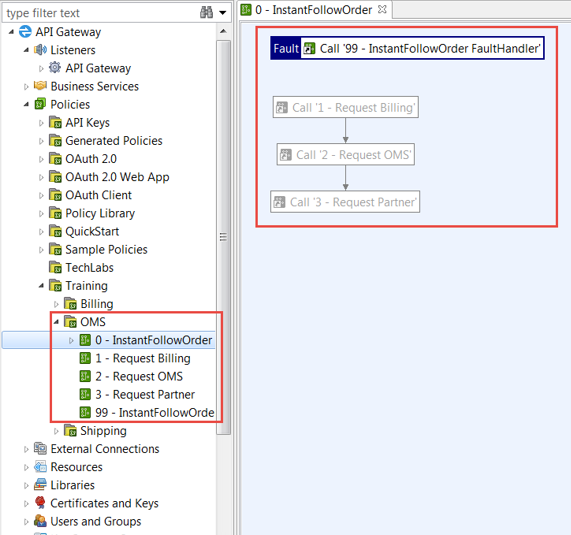 type filter text
API Gateway
Listeners
API Gateway
Business Services
Policies
API Keys
Generated Policies
OAuth 2.0
OAuth 2.0 Web App
OAuth Client
Policy Library
QuickStart
Sample Policies
TechLabs
Training
Billing
OMS
0 - InstantFollowOrder
1 - Request Billing
2 - Request OMS
3 - Request Partner
99 - InstantFollowOrde
Shipping
External Connections
Resources
Libraries
Certificates and Keys
Users and Groups
0 - InstantFollowOrder
Fault Call '99 - InstantFollowOrder FaultHandler'
Call '1 - Request Billing'
Call '2 - Request OMS'
Call '3 - Request Partner'